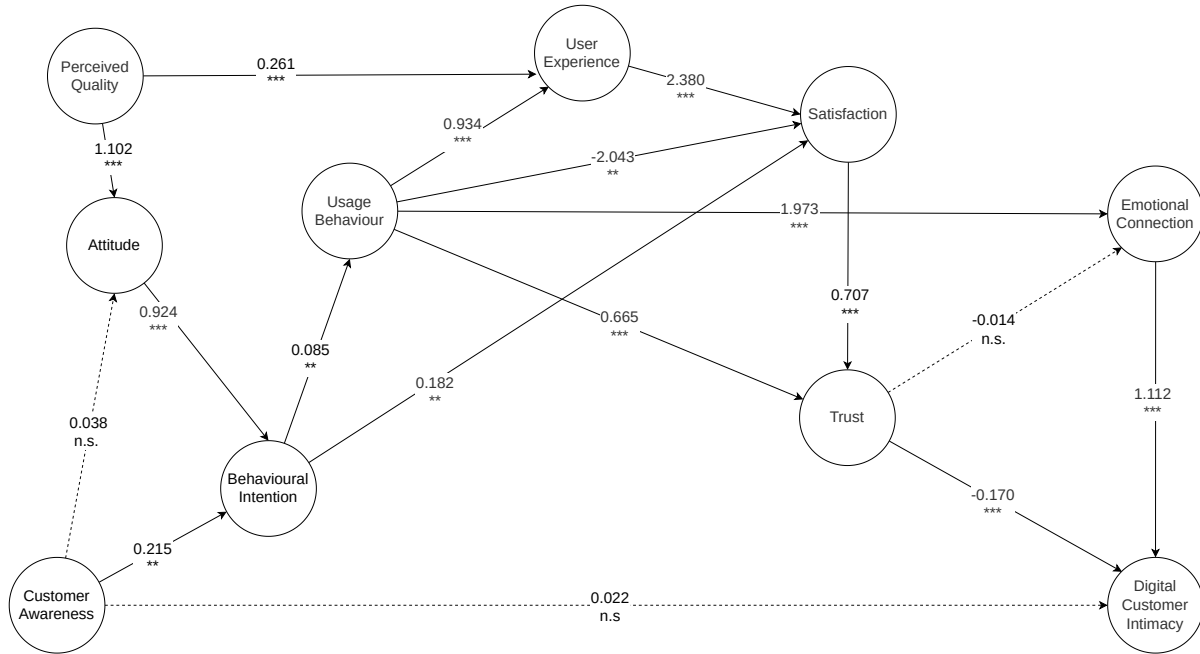 User
Experience
Perceived
Quality
0.261
***
2.380
***
Satisfaction
0.934
***
1.102
***
-2.043
**
Usage
Behaviour
1.973
***
Emotional
Connection
Attitude
0.924
***
0.707
***
0.665
***
-0.014
n.s.
0.085
**
0.182
**
1.112
***
0.038
n.s.
Trust
Behavioural
Intention
-0.170
***
0.215
**
Customer
Awareness
0.022
n.s
Digital
Customer
Intimacy